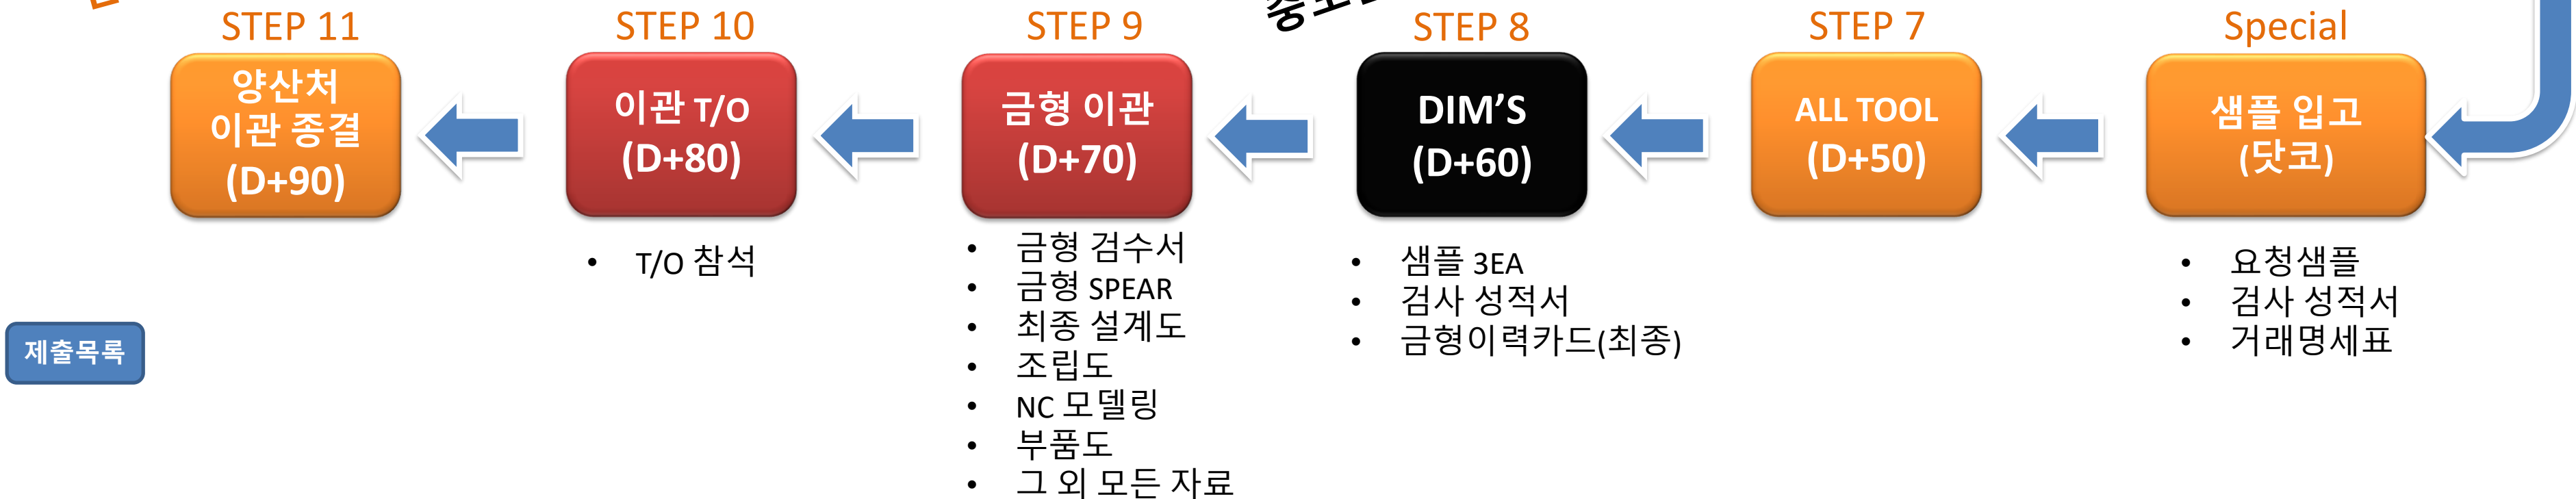 STEP 11
양산처
이관 종결
(D+90)
STEP 10
이관 T/O
(D+80)
• T/O 참석
STEP 9
금형 이관
(D+70)
• 금형 검수서
• 금형 SPEAR
• 최종 설계도
• 조립도
• NC 모델링
• 부품도
• 그 외 모든 자료
STEP 8
DIM’S
(D+60)
• 샘플 3EA
• 검사 성적서
• 금형이력카드(최종)
STEP 7
ALL TOOL
(D+50)
Special
샘플 입고
(닷코)
• 요청샘플
• 검사 성적서
• 거래명세표
제출목록